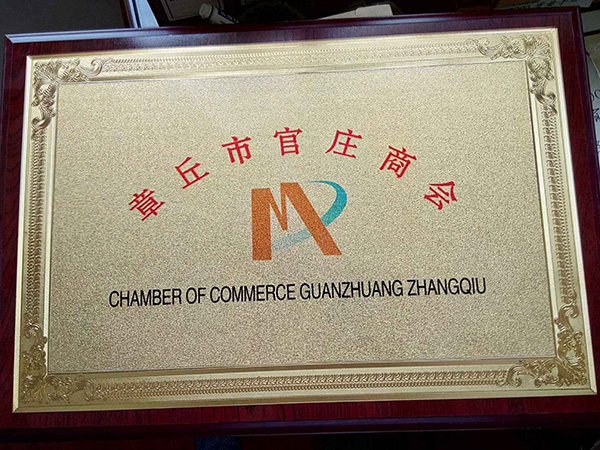 章丘市官庄商会
CHAMBER OF COMMERCE GUANZHUANG ZHANGQIU